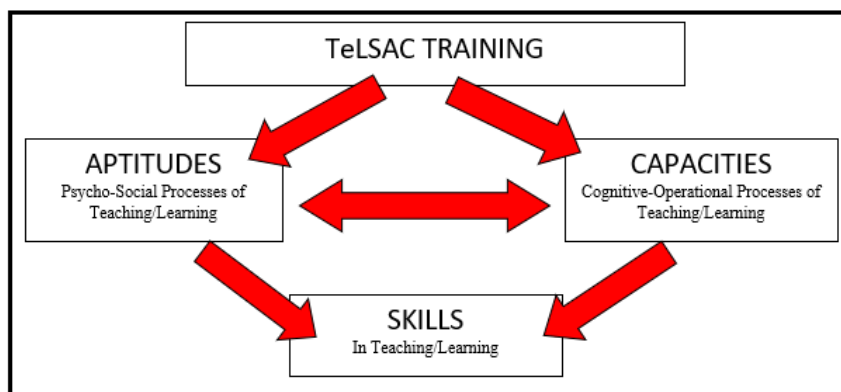 TeLSAC TRAINING
APTITUDES
Psycho-Social Processes of
Teaching/Learning
CAPACITIES
Cognitive-Operational Processes of
Teaching/Learning
SKILLS
In Teaching/Learning